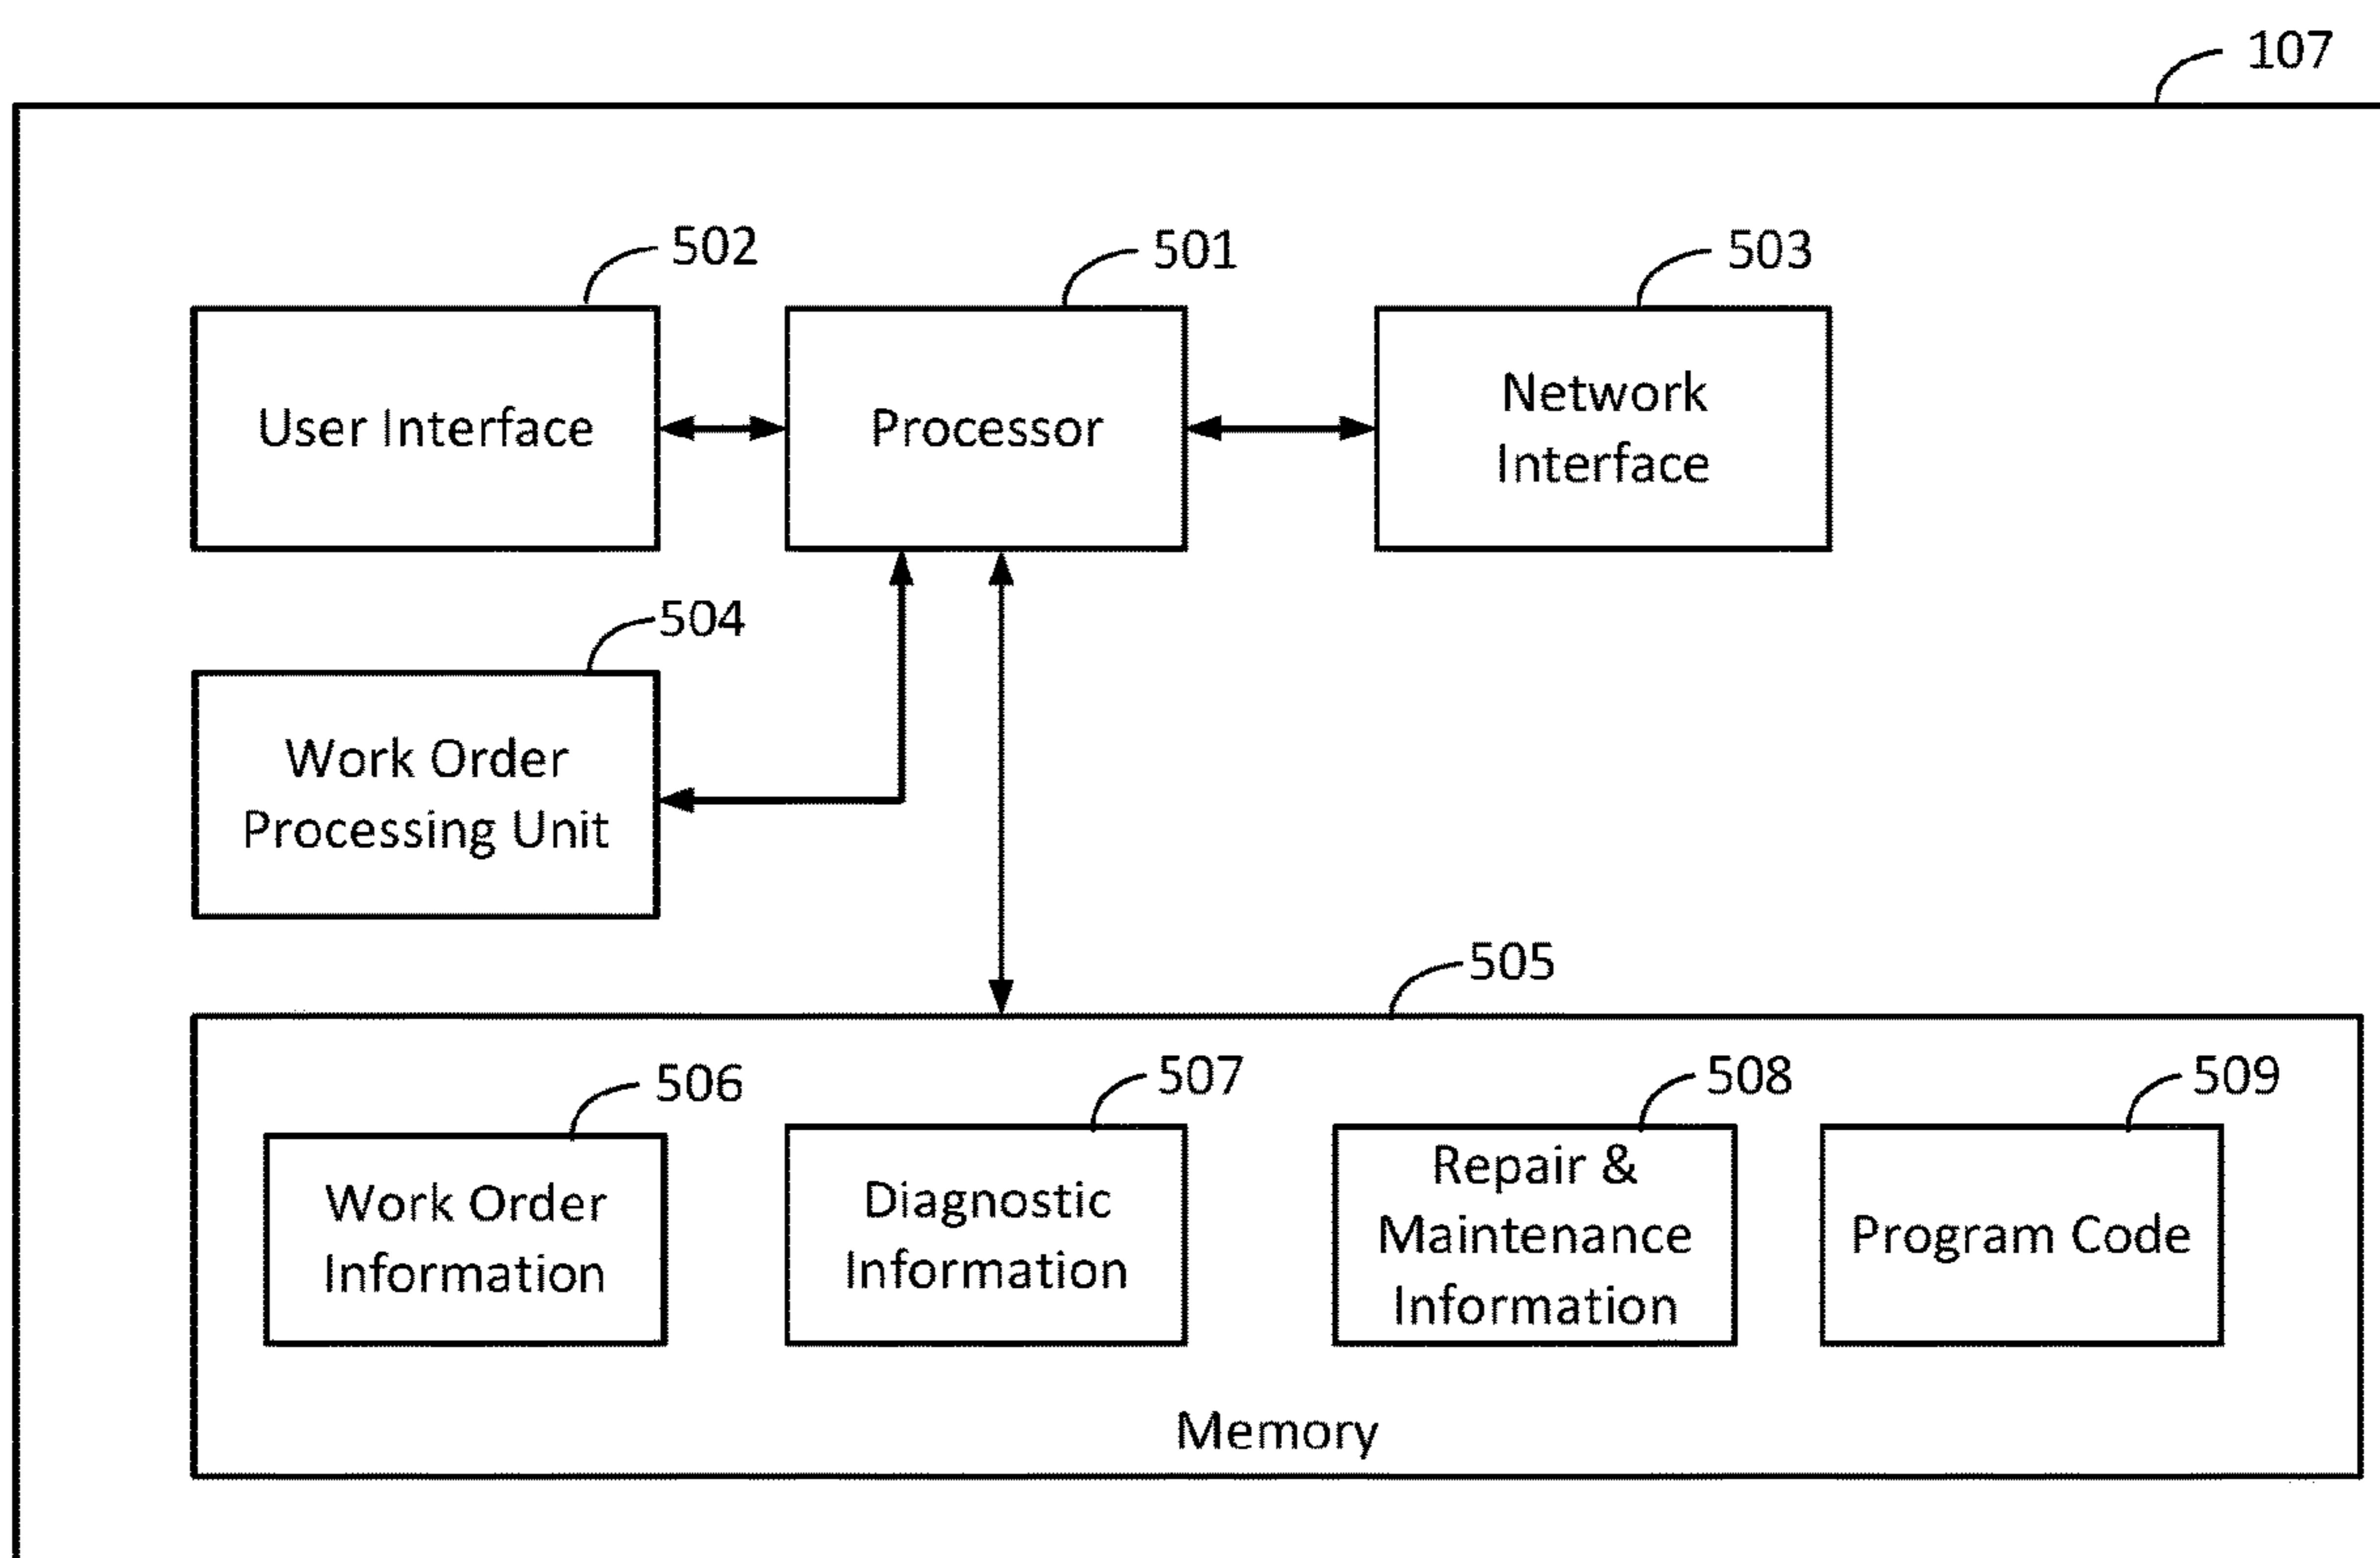 107
502
501
503
User Interface
Processor
Network
Interface
504
Work Order
Processing Unit
505
506
507
508
509
Work Order
Information
Diagnostic
Information
Repair &
Maintenance
Information
Program Code
Memory